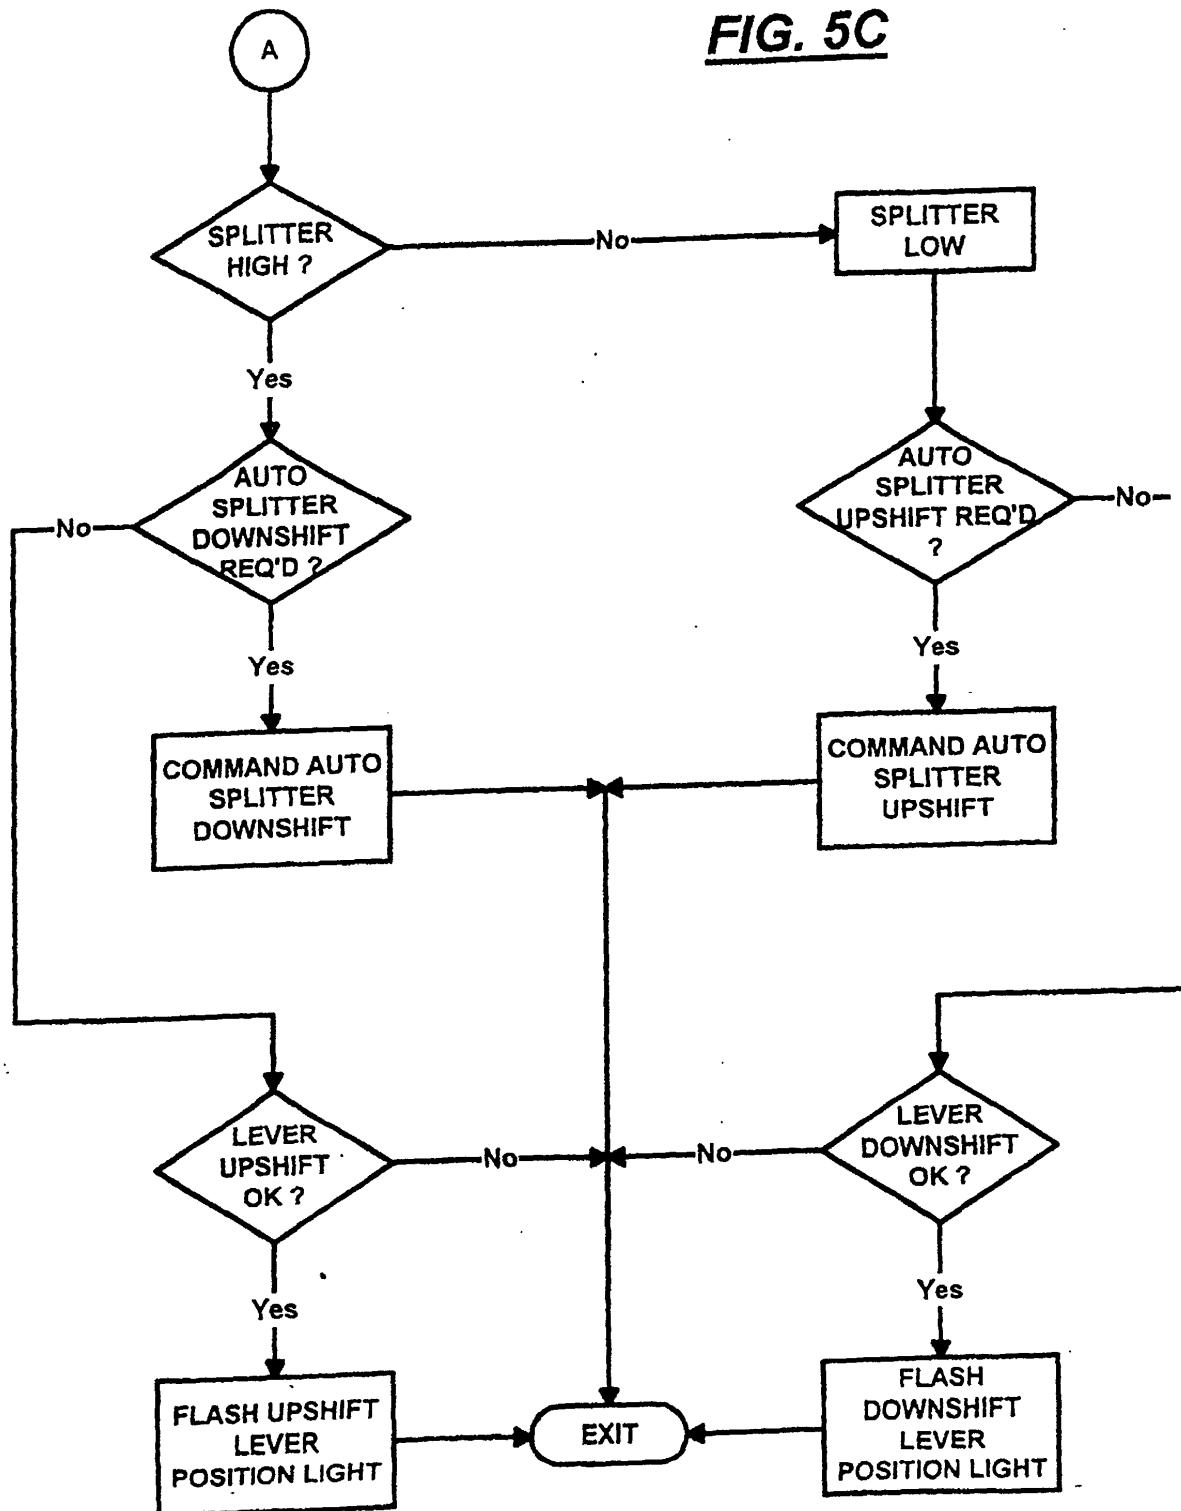 FIG. 5C
A
SPLITTER
HIGH ?
No
SPLITTER
LOW
Yes
AUTO
SPLITTER
DOWNSHIFT
REQ'D ?
No
AUTO
SPLITTER
UPSHIFT REQ'D
?
No
Yes
Yes
COMMAND AUTO
SPLITTER
DOWNSHIFT
COMMAND AUTO
SPLITTER
UPSHIFT
LEVER
UPSHIFT
OK ?
No
No
LEVER
DOWNSHIFT
OK ?
Yes
Yes
FLASH UPSHIFT
LEVER
POSITION LIGHT
EXIT
FLASH
DOWNSHIFT
LEVER
POSITION LIGHT